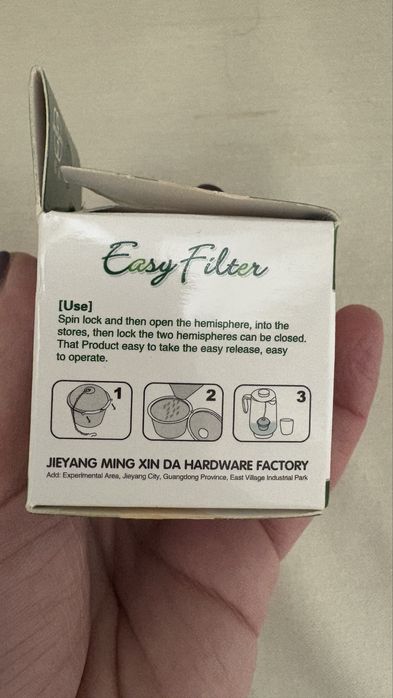 Easy Filter
[Use]
Spin lock and then open the hemisphere, into the
stores, then lock the two hemispheres can be closed.
That Product easy to take the easy release, easy
to operate.
1 2 3
JIEYANG MING XIN DA HARDWARE FACTORY
Add: Experimental Area, Jieyang City, Guangdong Province, East Village Industrial Park